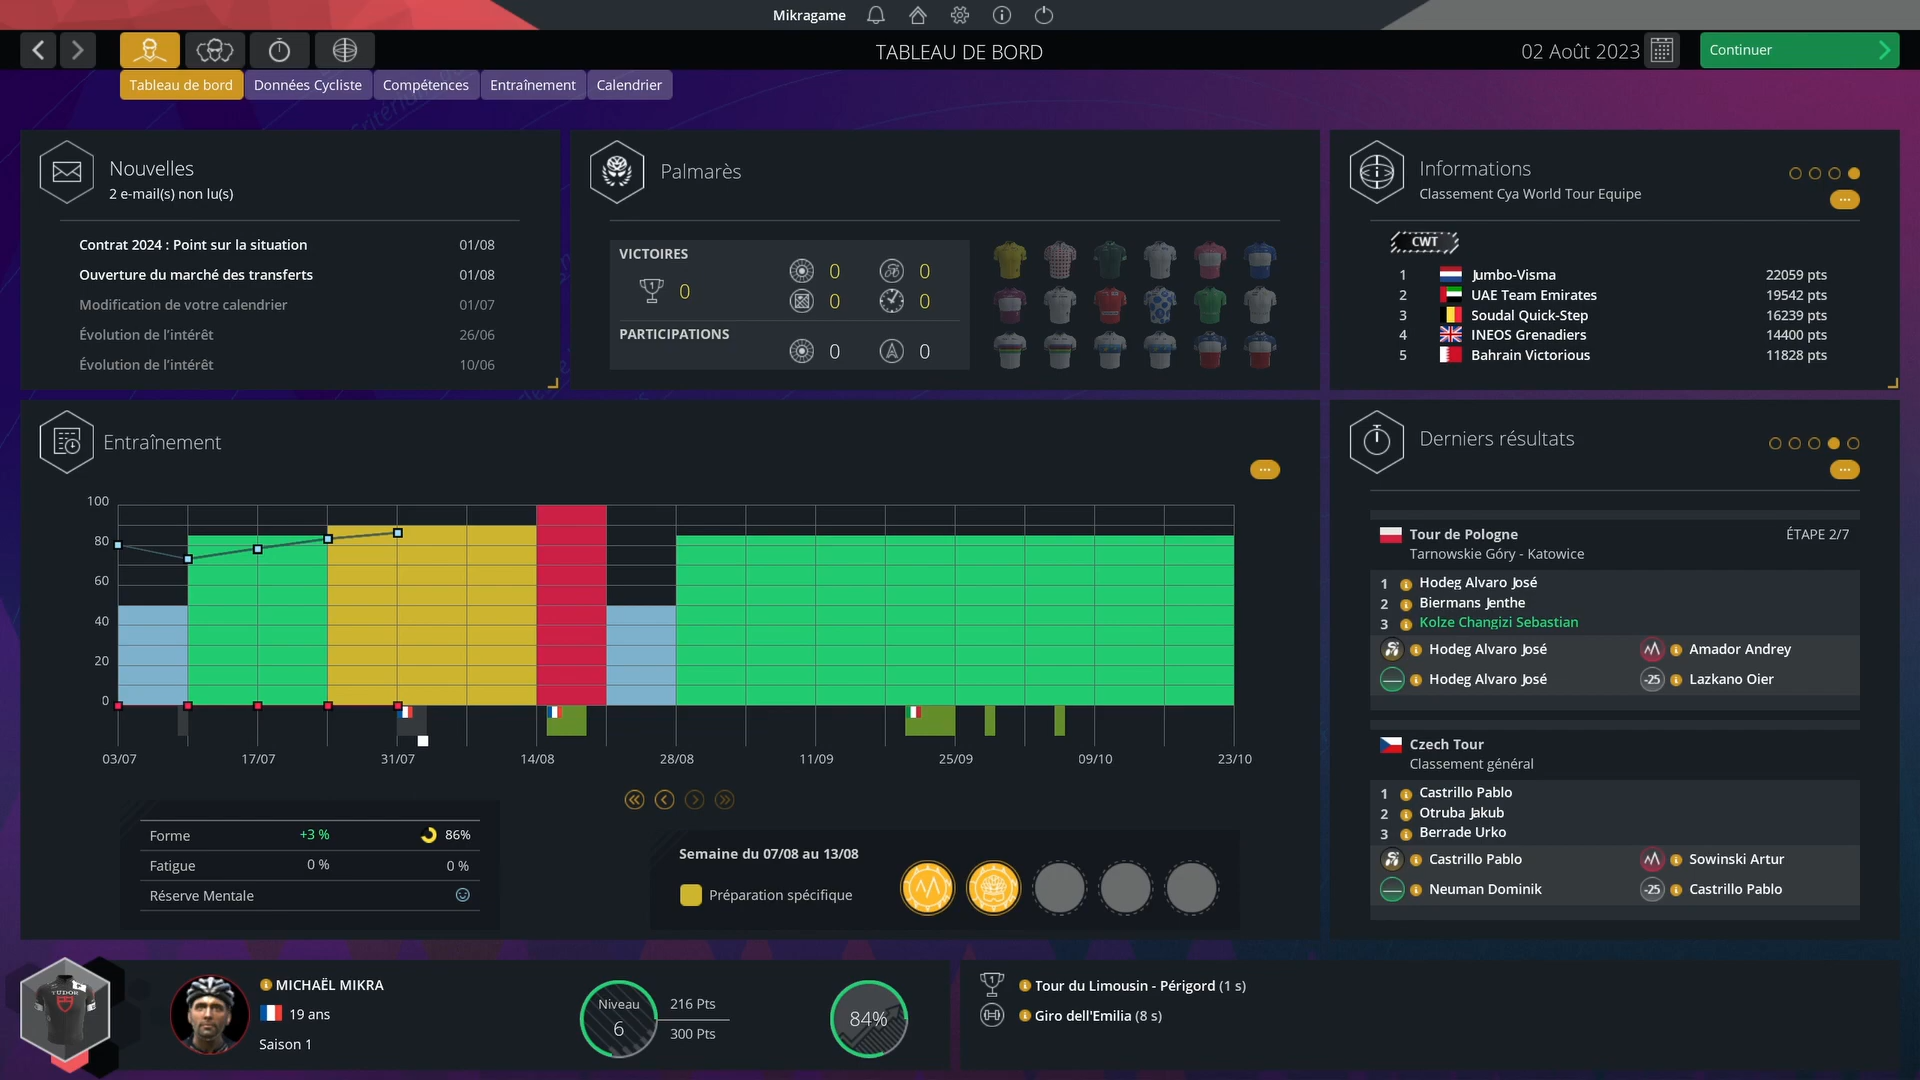 Mikragame
TABLEAU DE BORD
02 Août 2023
Continuer
Tableau de bord
Données Cycliste
Compétences
Entraînement
Calendrier
Nouvelles
2 e-mail(s) non lu(s)
Contrat 2024 : Point sur la situation 01/08
Ouverture du marché des transferts 01/08
Modification de votre calendrier 01/07
Évolution de l'intérêt 26/06
Évolution de l'intérêt 10/06
Palmarès
VICTOIRES
0 0 0
0 0
PARTICIPATIONS
0 0
Informations
Classement Cya World Tour Equipe
CWT
1 Jumbo-Visma 22059 pts
2 UAE Team Emirates 19542 pts
3 Soudal Quick-Step 16239 pts
4 INEOS Grenadiers 14400 pts
5 Bahrain Victorious 11828 pts
Entraînement
100
80
60
40
20
0
03/07 17/07 31/07 14/08 28/08 11/09 25/09 09/10 23/10
Forme +3 % 86%
Fatigue 0 % 0 %
Réserve Mentale
Semaine du 07/08 au 13/08
Préparation spécifique
Derniers résultats
Tour de Pologne ÉTAPE 2/7
Tarnowskie Góry - Katowice
1 Hodeg Alvaro José
2 Biermans Jenthe
3 Kolze Changizi Sebastian
Hodeg Alvaro José Amador Andrey
Hodeg Alvaro José -25 Lazkano Oier
Czech Tour
Classement général
1 Castrillo Pablo
2 Otruba Jakub
3 Berrade Urko
Castrillo Pablo Sowinski Artur
Neuman Dominik -25 Castrillo Pablo
TUDOR
MICHAËL MIKRA
19 ans
Saison 1
Niveau
6
216 Pts
300 Pts
84%
Tour du Limousin - Périgord (1 s)
Giro dell'Emilia (8 s)